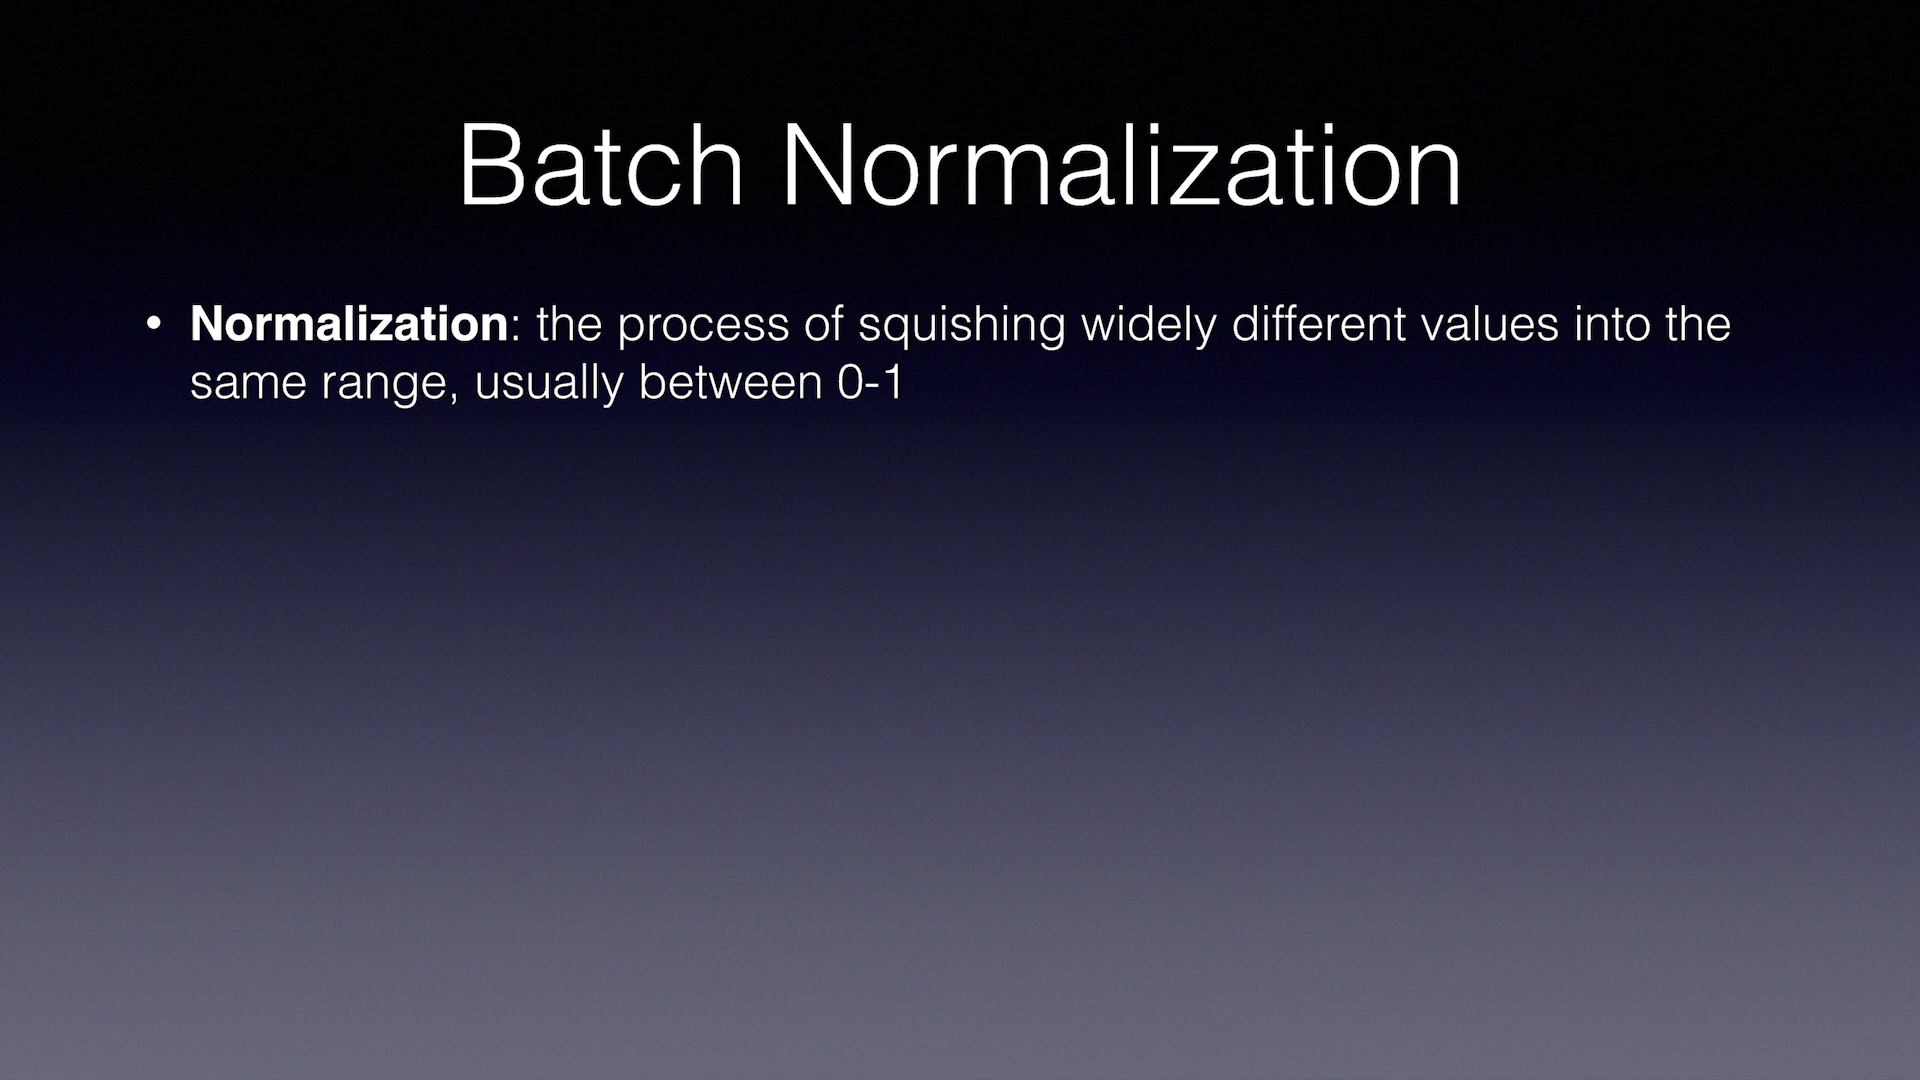 Batch Normalization
• Normalization: the process of squishing widely different values into the
same range, usually between 0-1